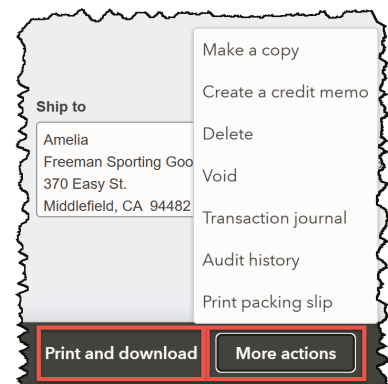 Make a copy
Create a credit memo
Ship to
Amelia
Freeman Sporting Goo
370 Easy St.
Middlefield, CA 94482
Delete
Void
Transaction journal
Audit history
Print packing slip
Print and download
More actions